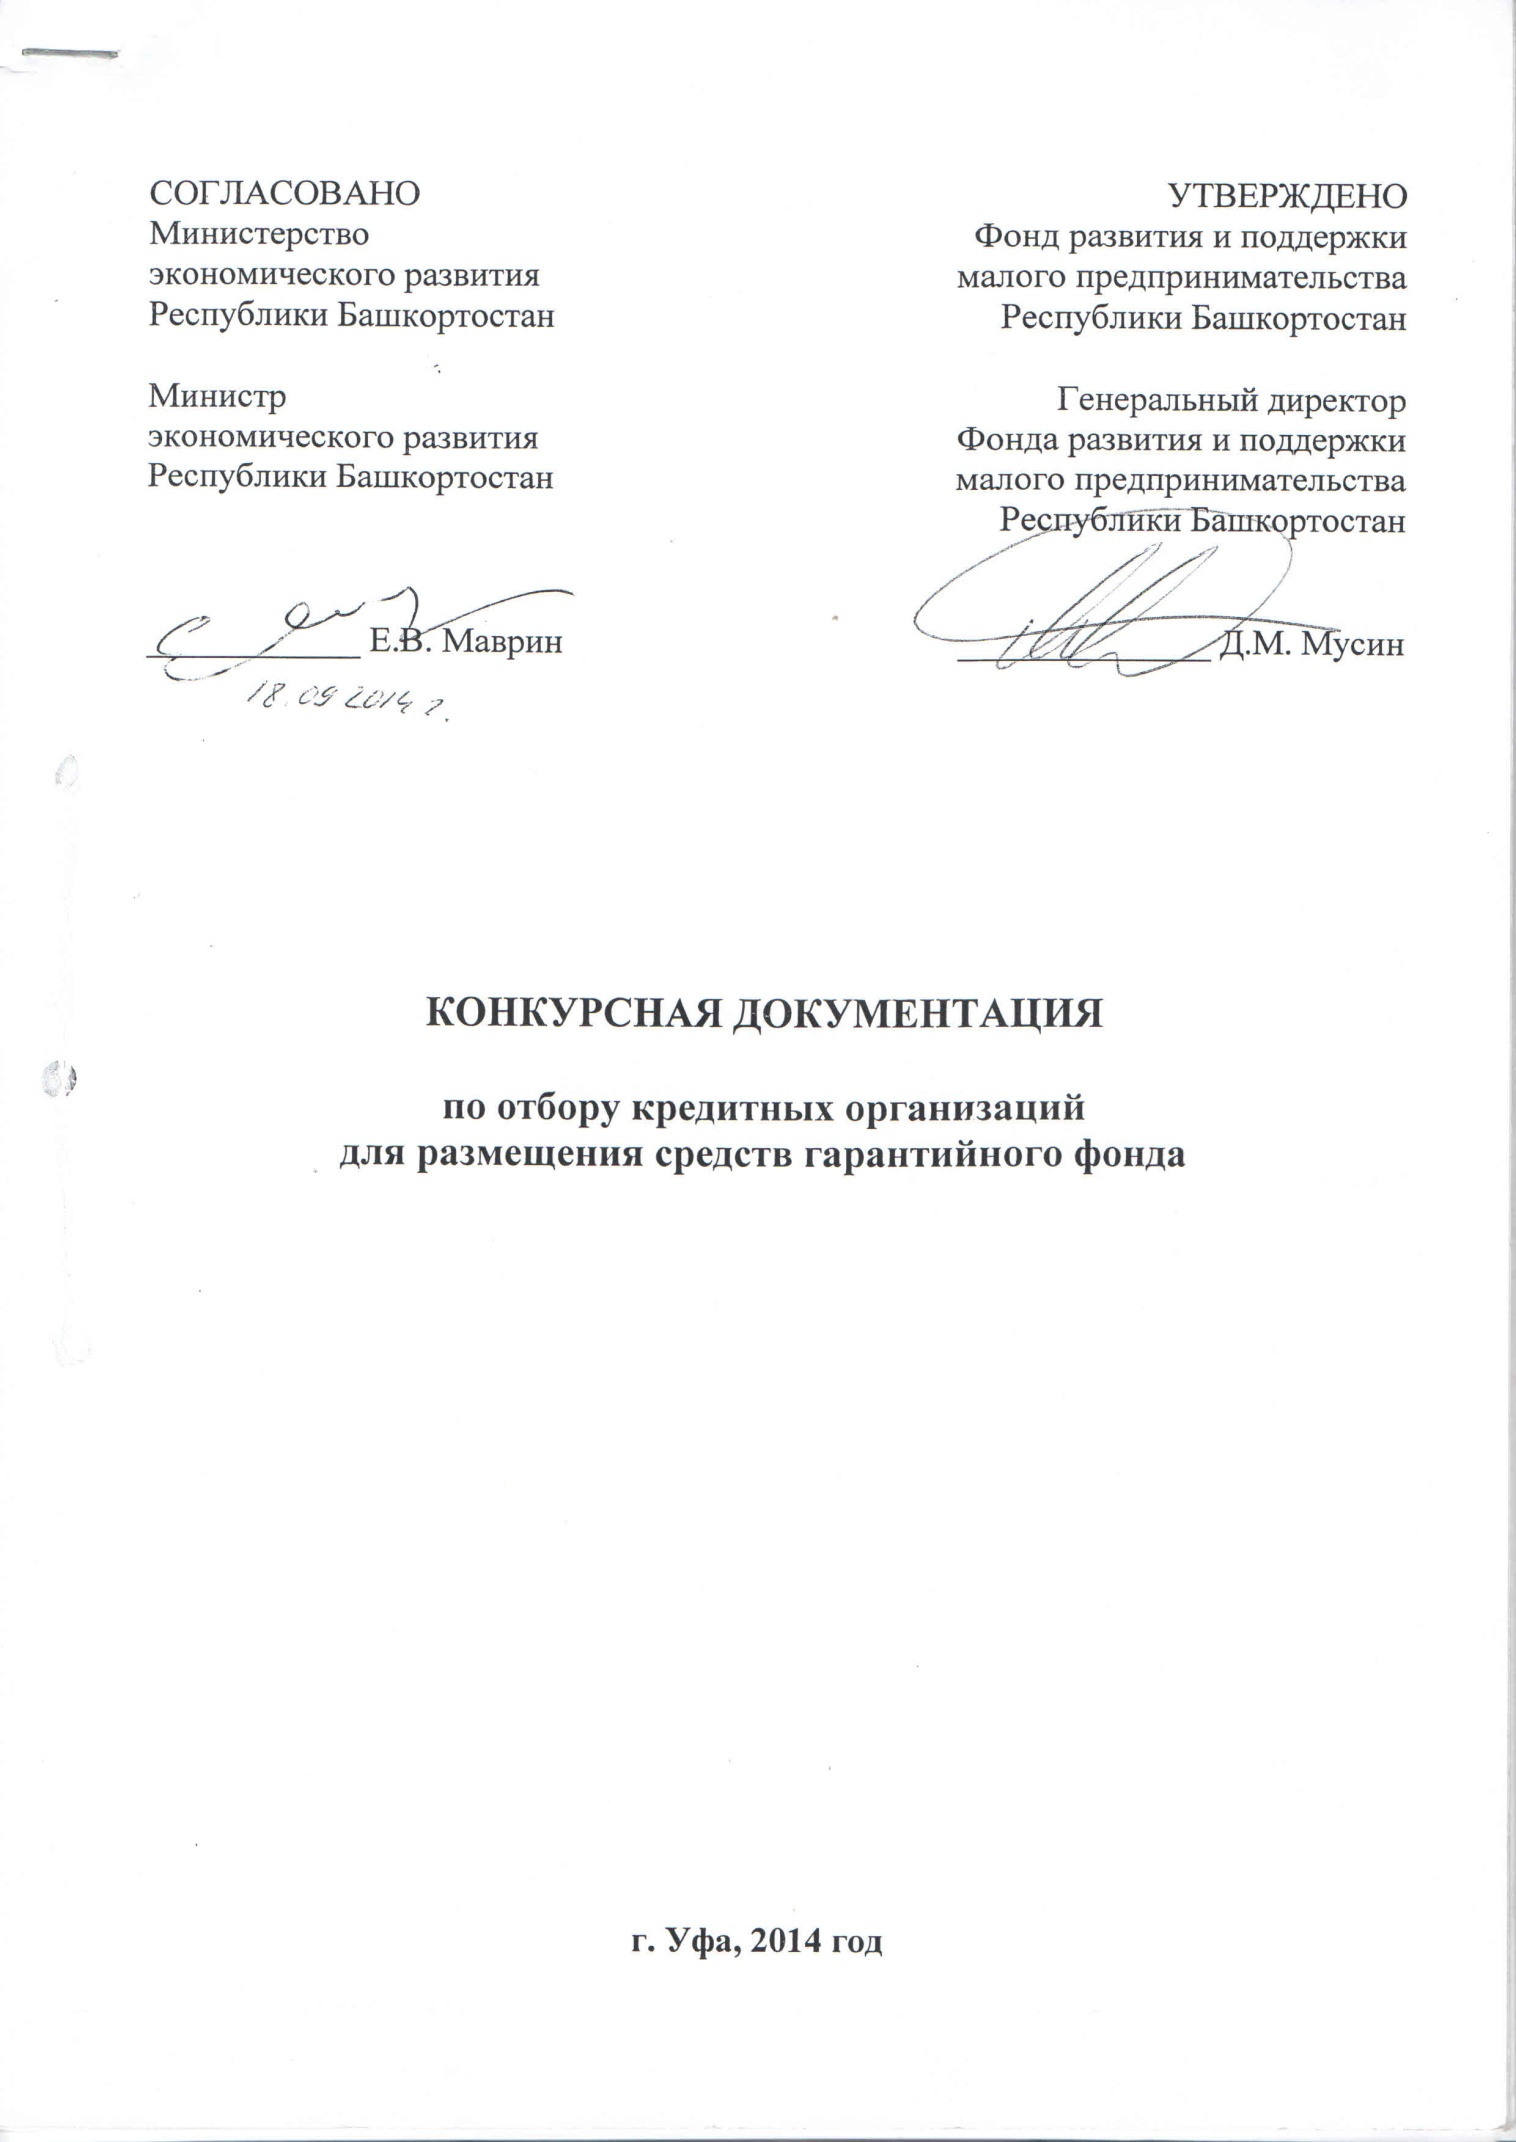 СОГЛАСОВАНО
Министерство
экономического развития
Республики Башкортостан
Министр
экономического развития
Республики Башкортостан
Е.В. Маврин
18.09 2014 г.
УТВЕРЖДЕНО
Фонд развития и поддержки
малого предпринимательства
Республики Башкортостан
Генеральный директор
Фонда развития и поддержки
малого предпринимательства
Республики Башкортостан
Д.М. Мусин
КОНКУРСНАЯ ДОКУМЕНТАЦИЯ
по отбору кредитных организаций
для размещения средств гарантийного фонда
г. Уфа, 2014 год